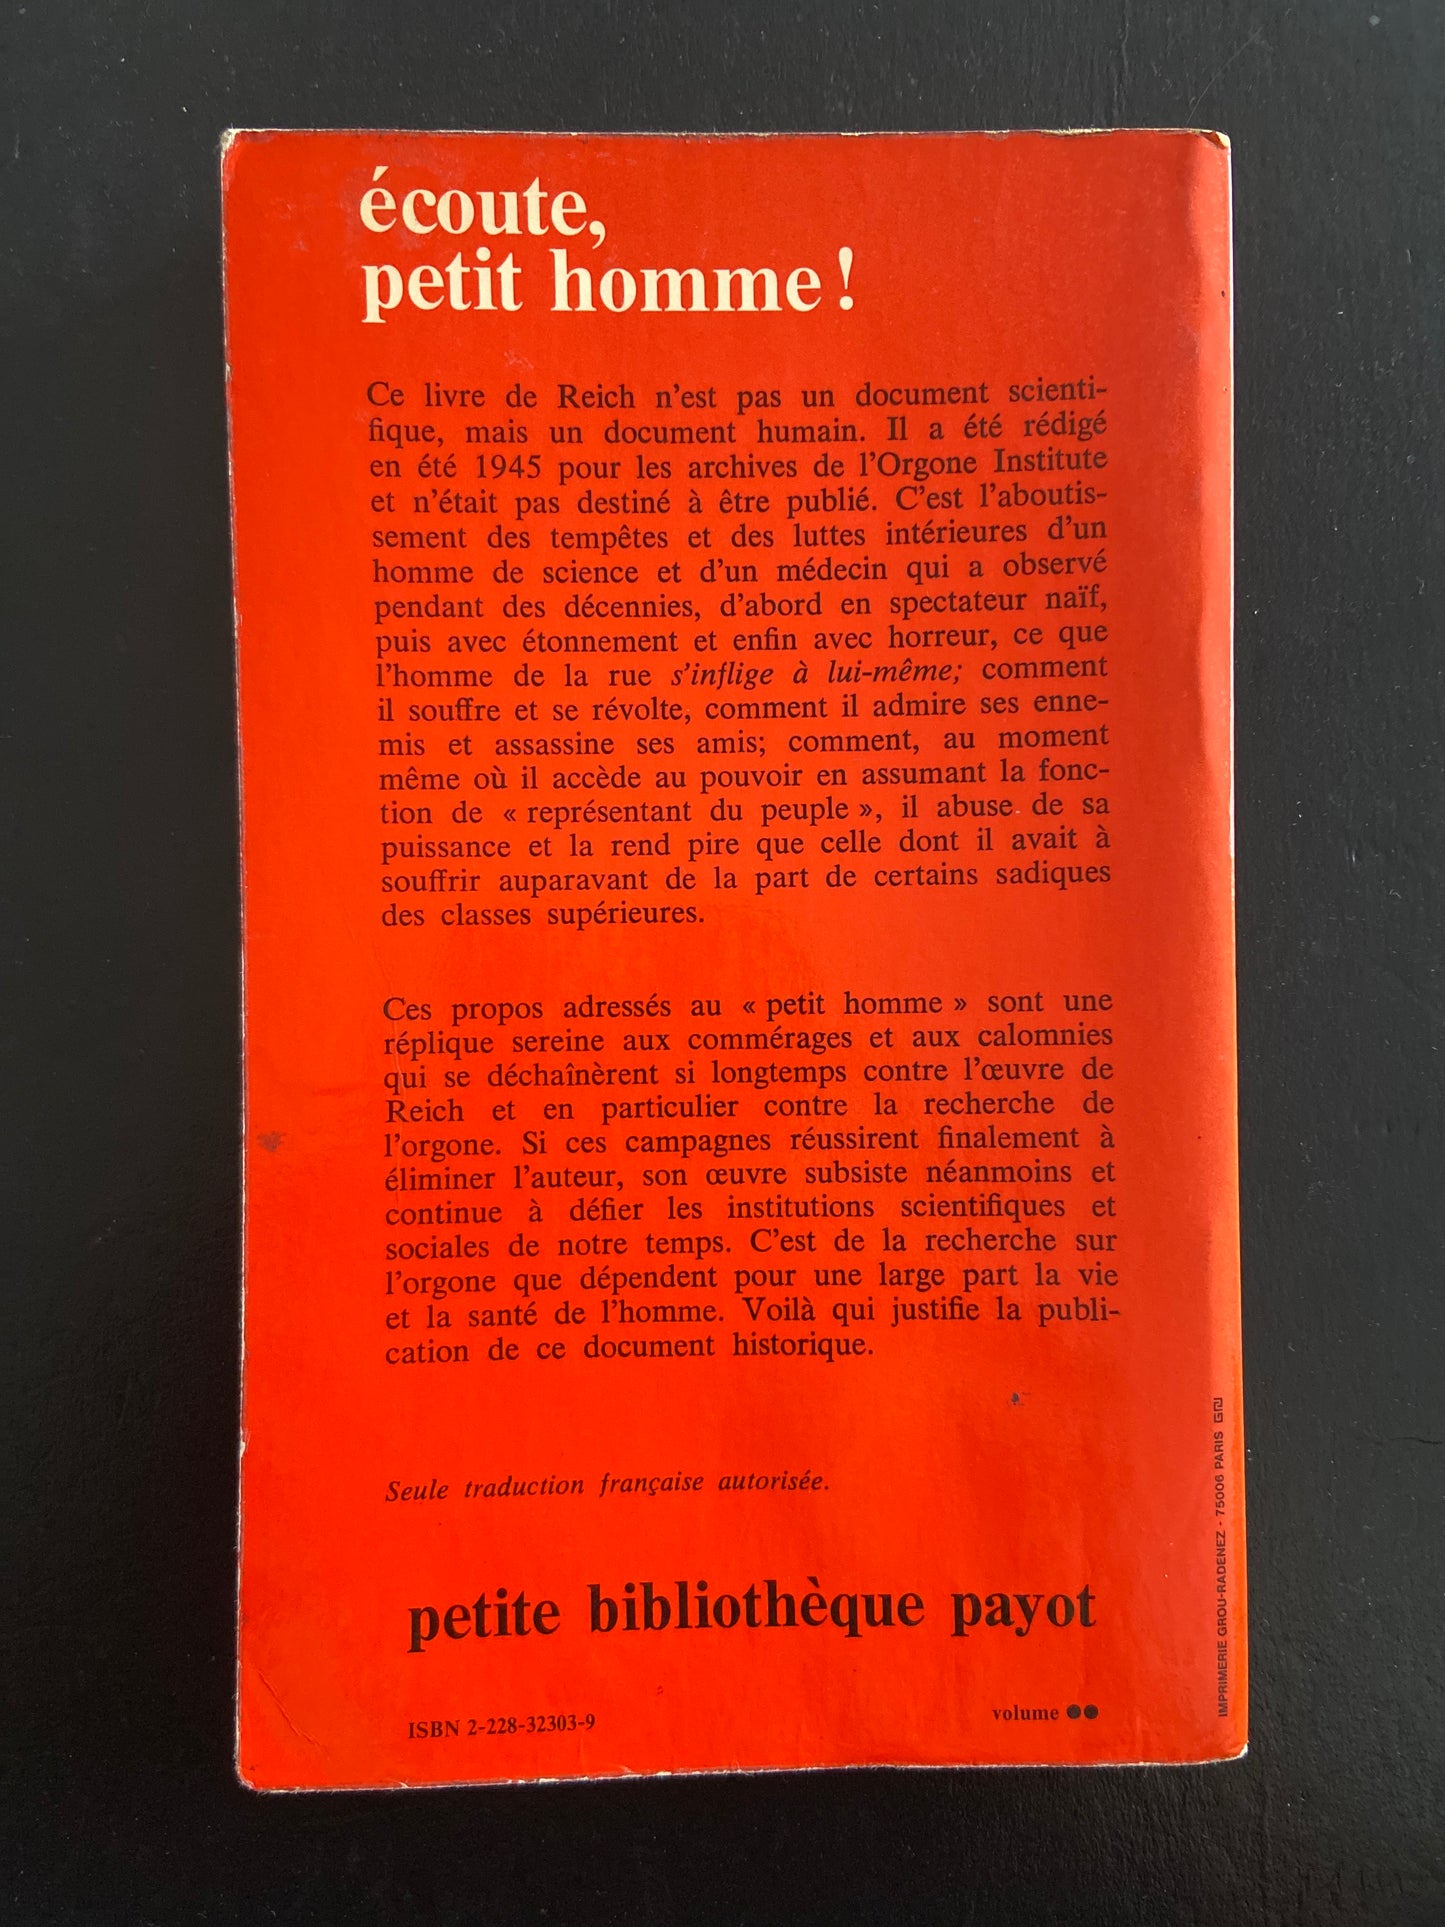 écoute,
petit homme !
Ce livre de Reich n'est pas un document scienti-
fique, mais un document humain. Il a été rédigé
en été 1945 pour les archives de l'Orgone Institute
et n'était pas destiné à être publié. C'est l'aboutis-
sement des tempêtes et des luttes intérieures d'un
homme de science et d'un médecin qui a observé
pendant des décennies, d'abord en spectateur naïf,
puis avec étonnement et enfin avec horreur, ce que
l'homme de la rue s'inflige à lui-même; comment
il souffre et se révolte, comment il admire ses enne-
mis et assassine ses amis; comment, au moment
même où il accède au pouvoir en assumant la fonc-
tion de « représentant du peuple », il abuse de sa
puissance et la rend pire que celle dont il avait à
souffrir auparavant de la part de certains sadiques
des classes supérieures.
Ces propos adressés au « petit homme » sont une
réplique sereine aux commérages et aux calomnies
qui se déchaînèrent si longtemps contre l'œuvre de
Reich et en particulier contre la recherche de
l'orgone. Si ces campagnes réussirent finalement à
éliminer l'auteur, son œuvre subsiste néanmoins et
continue à défier les institutions scientifiques et
sociales de notre temps. C'est de la recherche sur
l'orgone que dépendent pour une large part la vie
et la santé de l'homme. Voilà qui justifie la publi-
cation de ce document historique.
Seule traduction française autorisée.
petite bibliothèque payot
ISBN 2-228-32303-9
volume ●●
IMPRIMERIE GROU-RADENEZ - 75006 PARIS